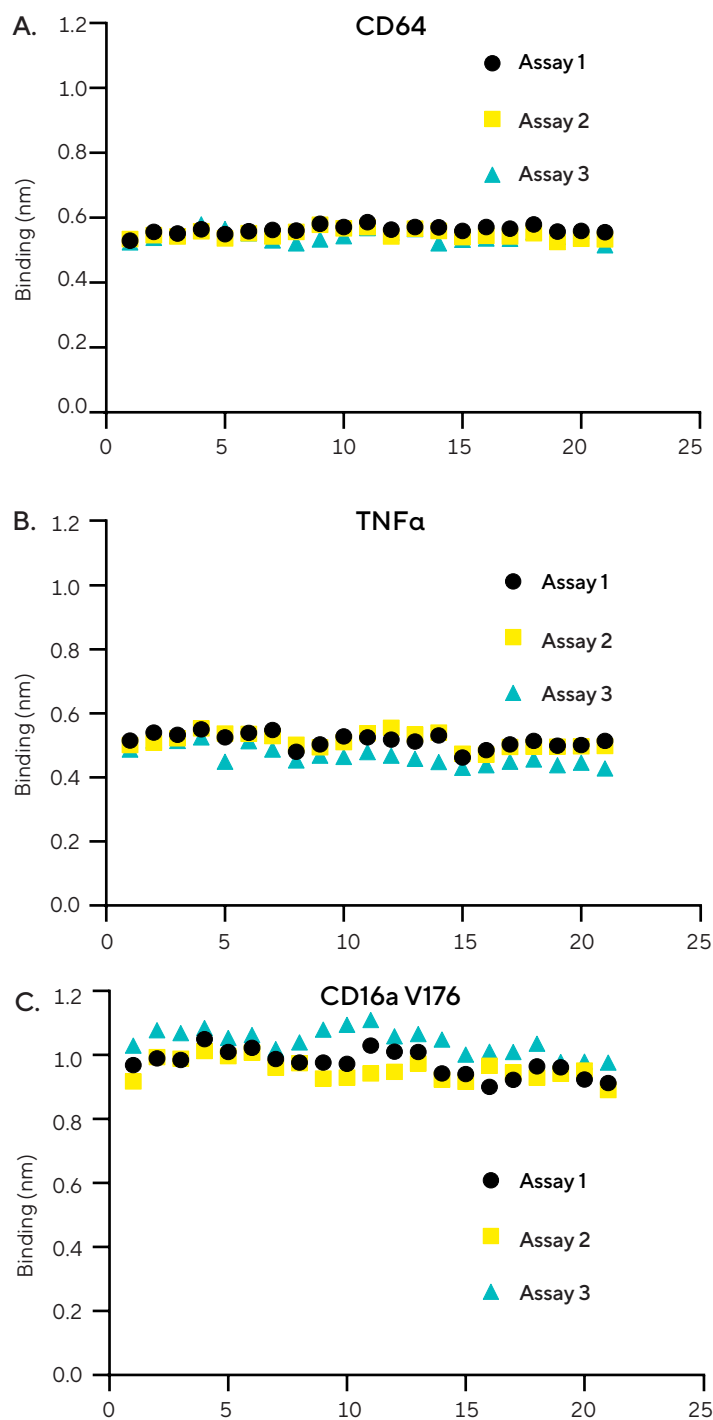 A.
CD64
1.2
1.0
0.8
0.6
0.4
0.2
0.0
Binding (nm)
Assay 1
Assay 2
Assay 3
0 5 10 15 20 25
B.
TNFα
1.2
1.0
0.8
0.6
0.4
0.2
0.0
Binding (nm)
Assay 1
Assay 2
Assay 3
0 5 10 15 20 25
C.
CD16a V176
1.2
1.0
0.8
0.6
0.4
0.2
0.0
Binding (nm)
Assay 1
Assay 2
Assay 3
0 5 10 15 20 25